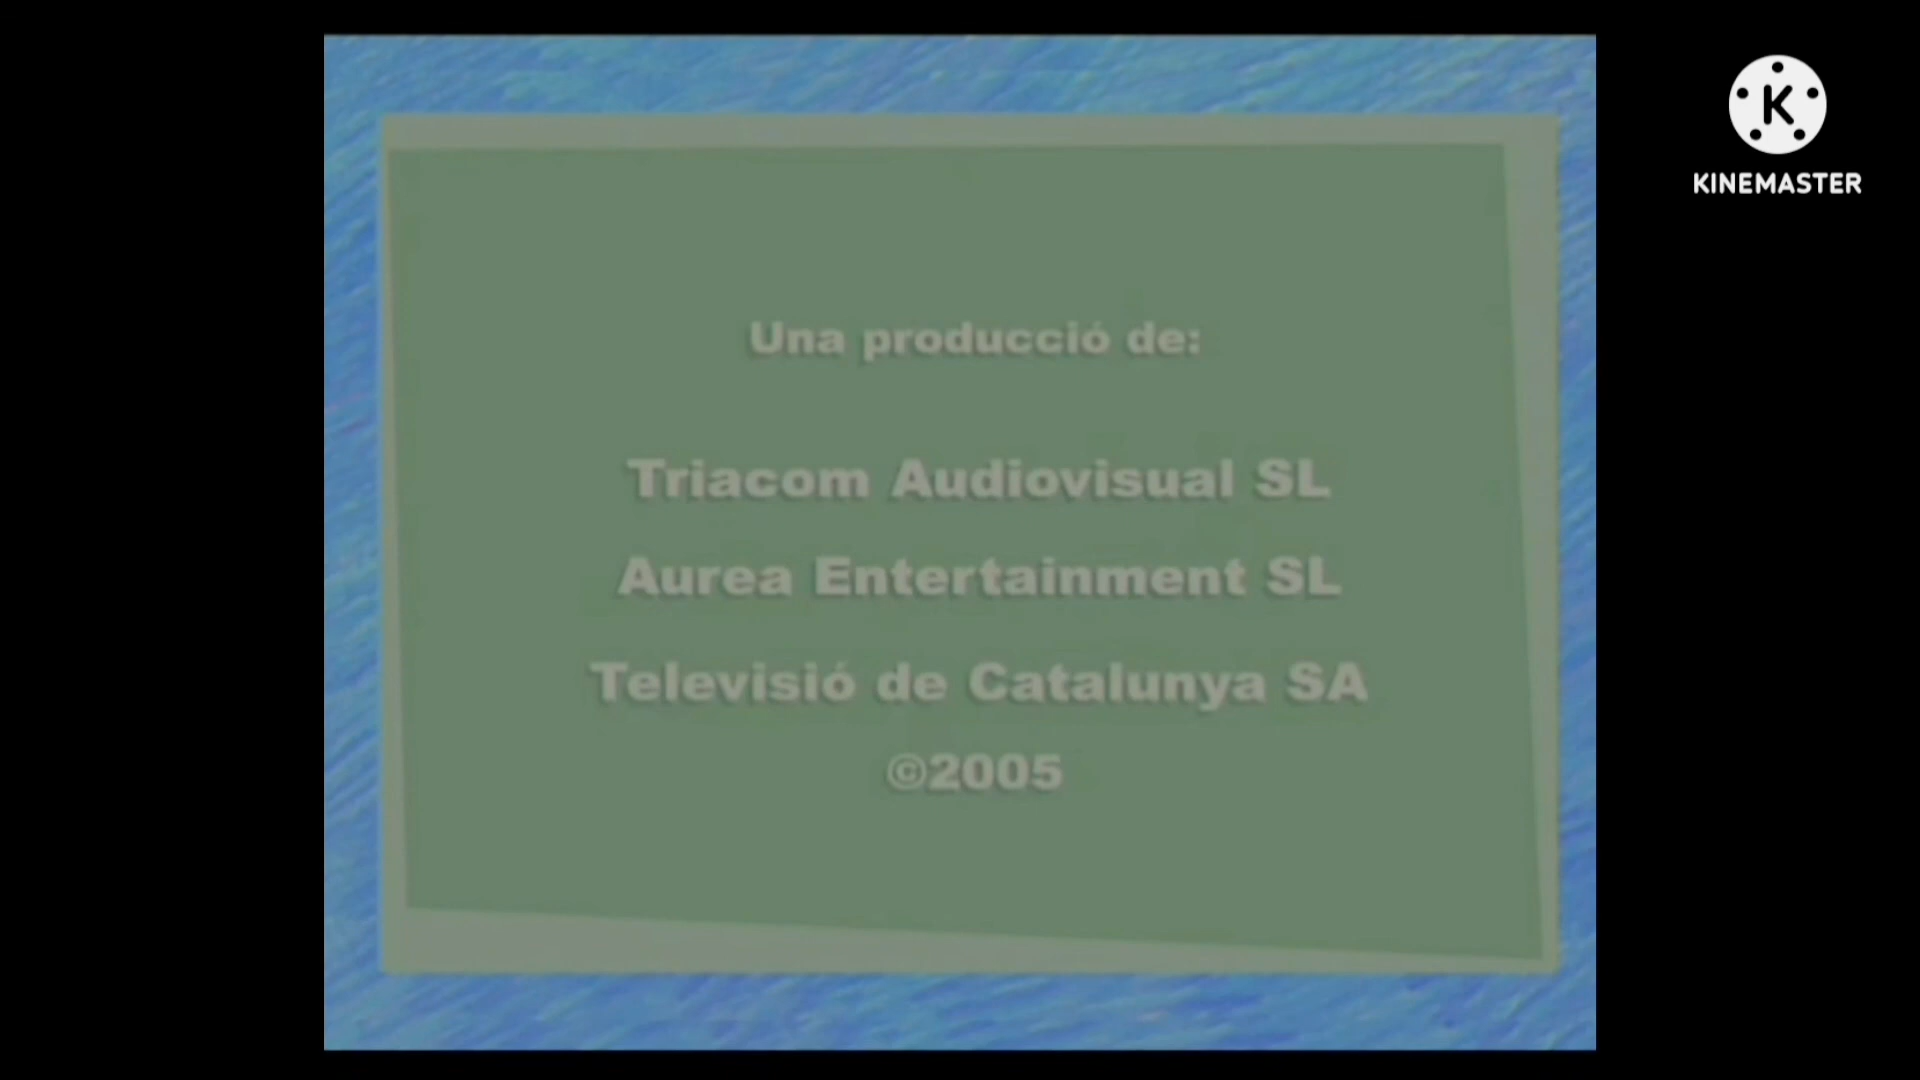 K
KINEMASTER
Una producció de:
Triacom Audiovisual SL
Aurea Entertainment SL
Televisió de Catalunya SA
©2005